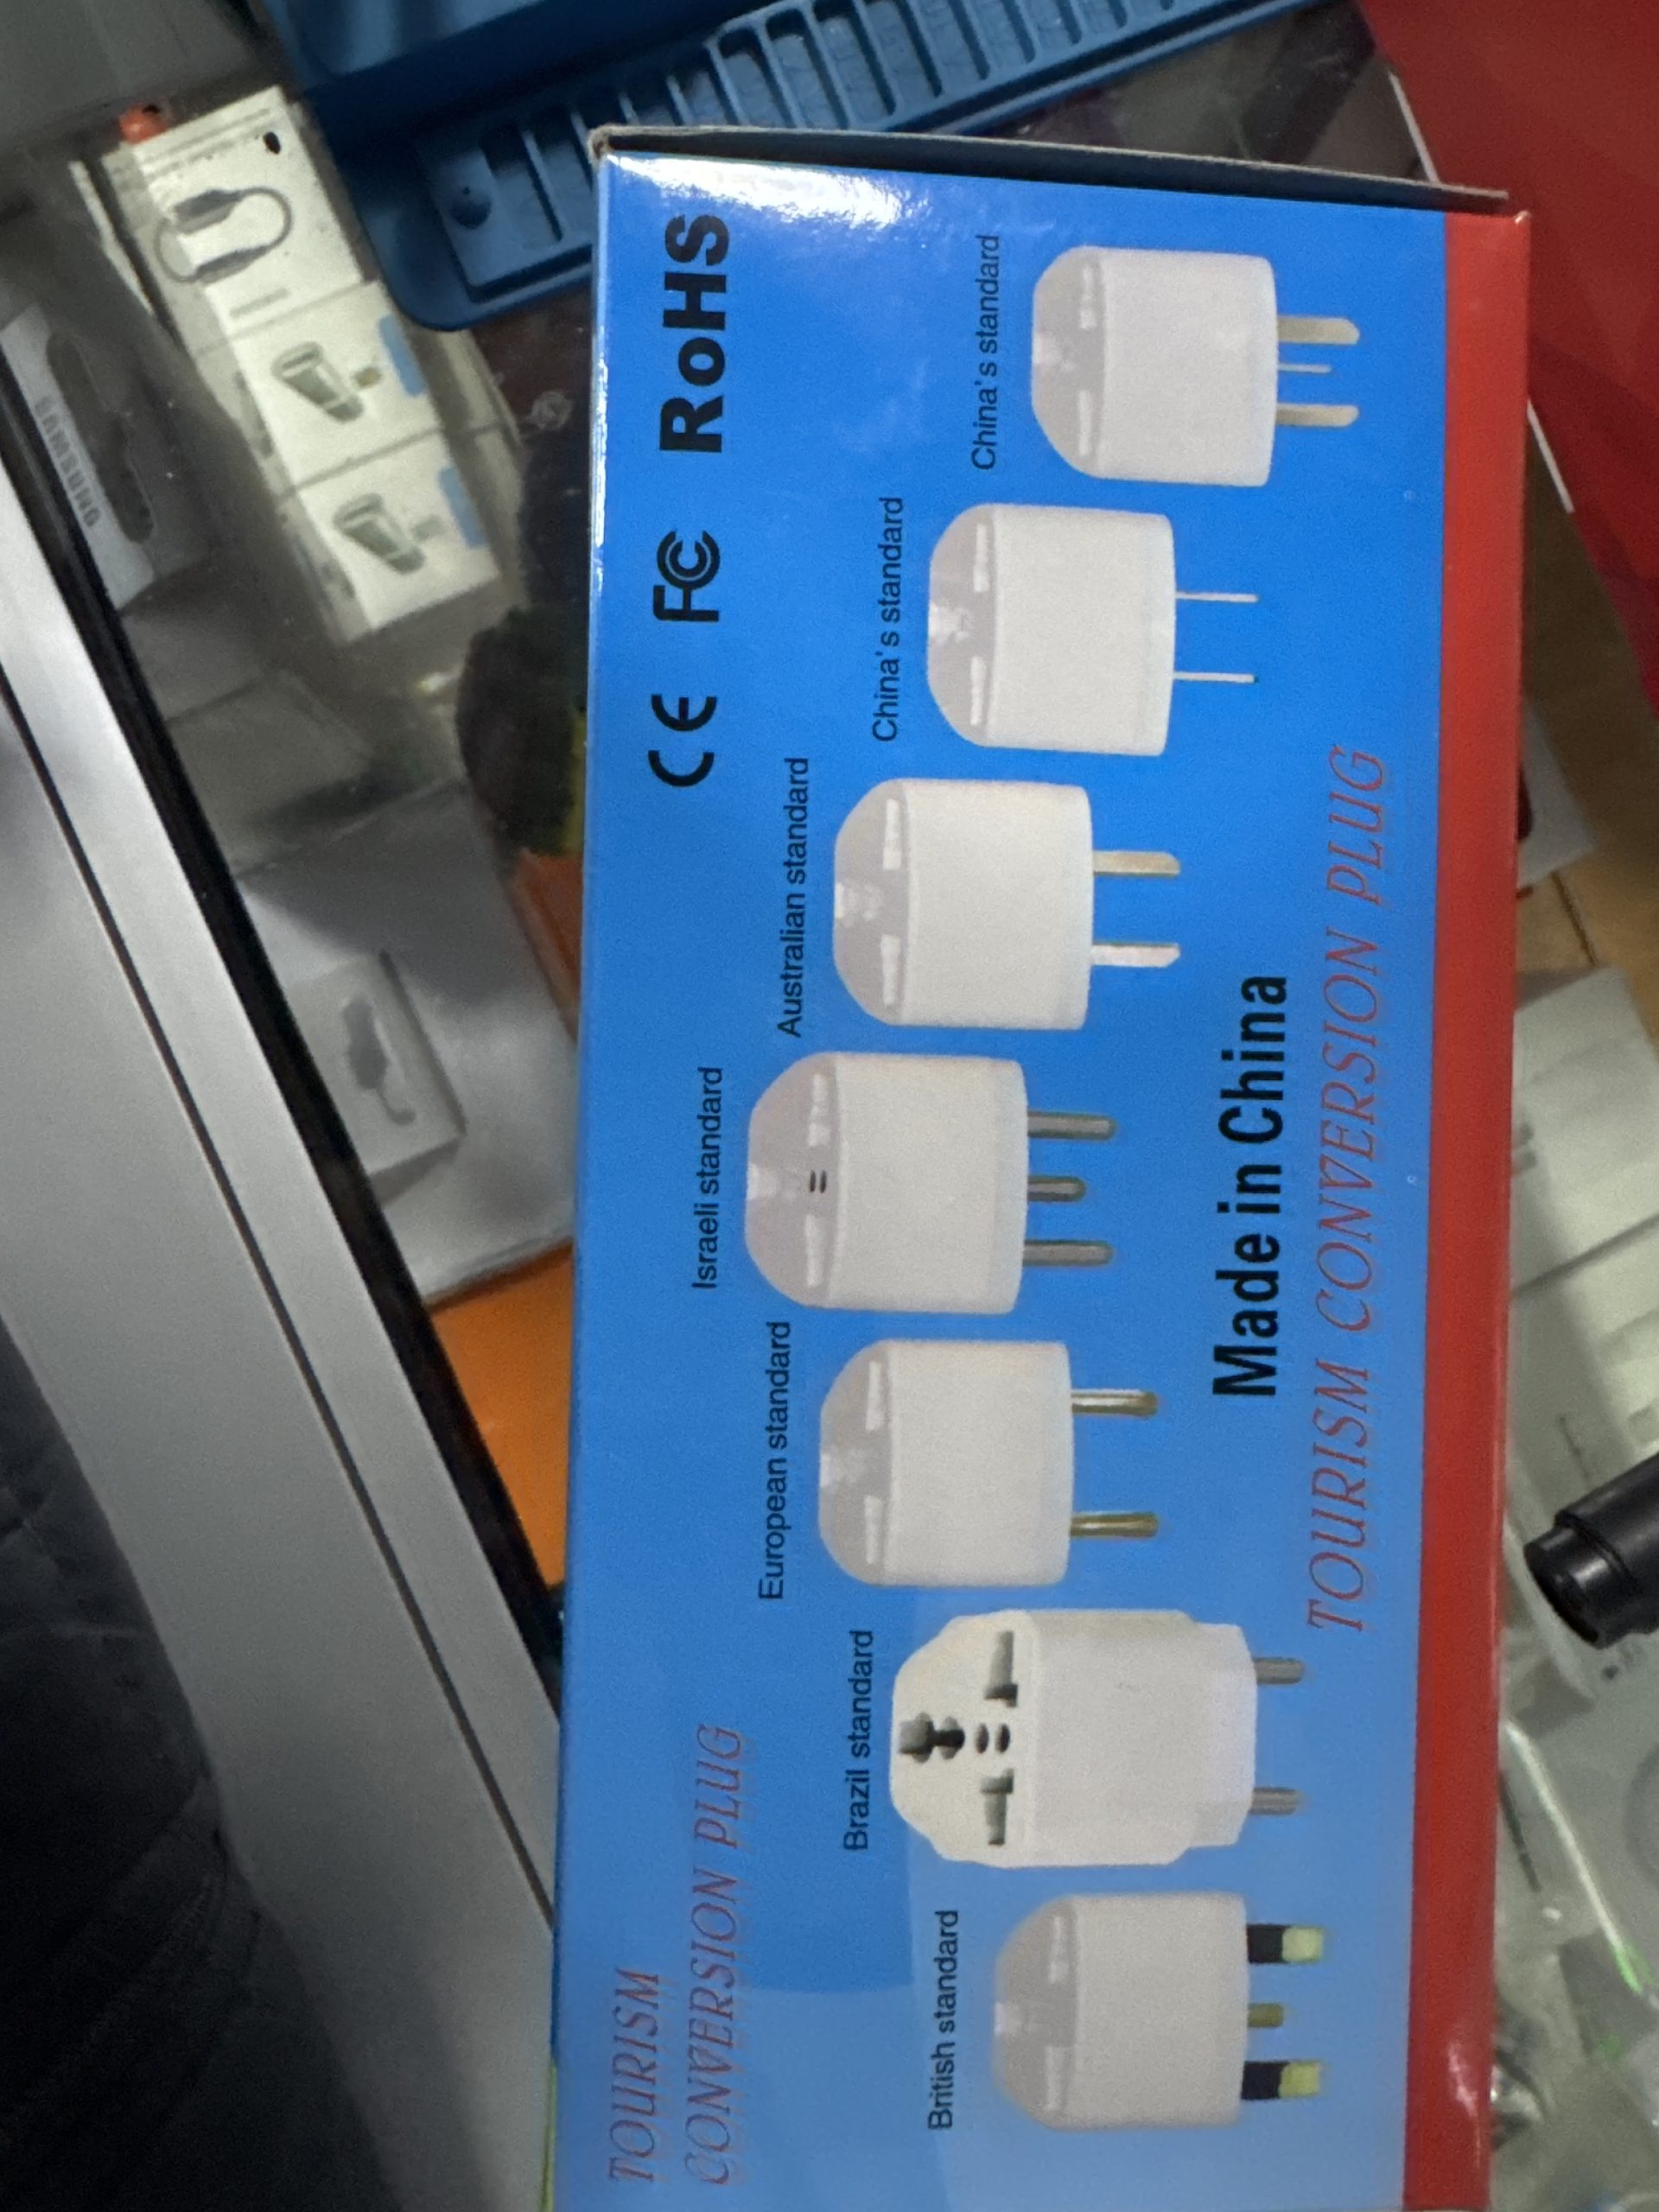 TOURISM
CONVERSION PLUG
CE FC RoHS
British standard
Brazil standard
European standard
Israeli standard
Australian standard
China's standard
China's standard
Made in China
TOURISM CONVERSION PLUG
SAMSUNG